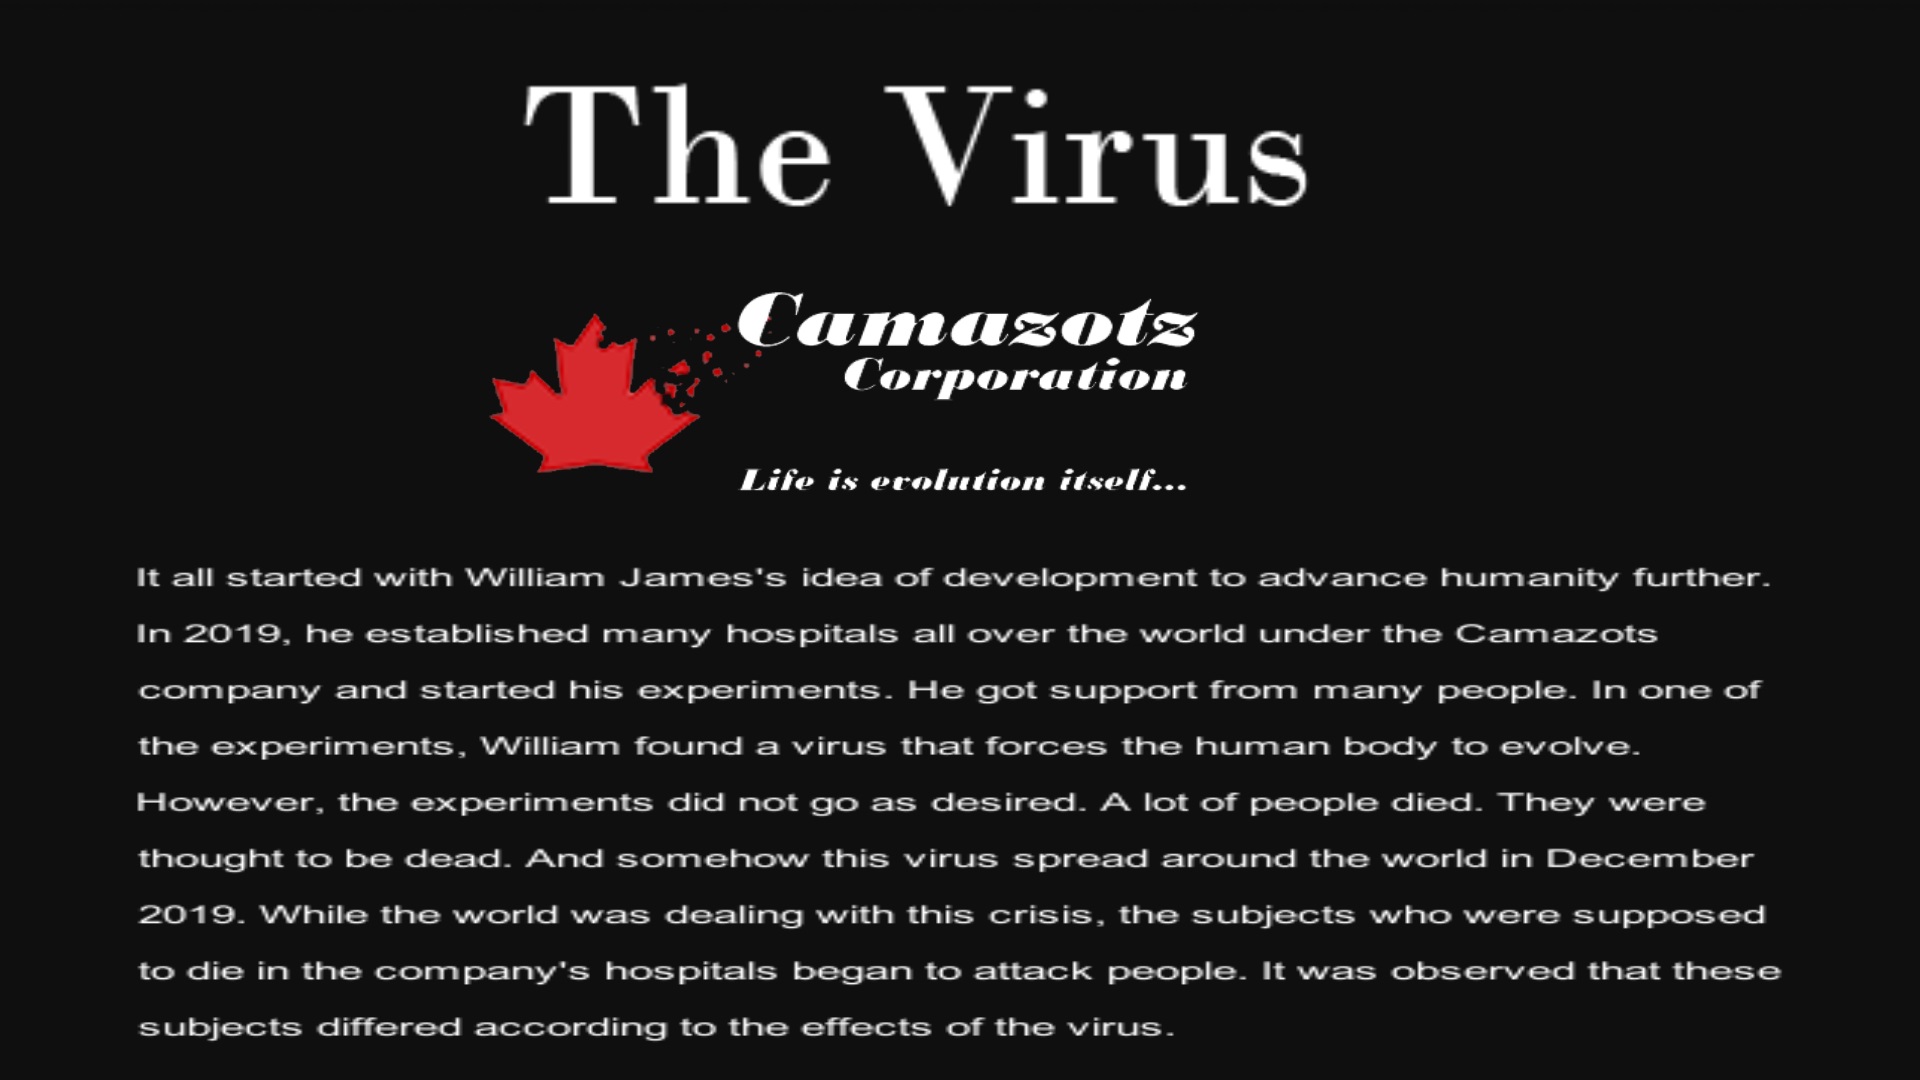 The Virus
Camazotz
Corporation
Life is evolution itself...
It all started with William James's idea of development to advance humanity further.
In 2019, he established many hospitals all over the world under the Camazots
company and started his experiments. He got support from many people. In one of
the experiments, William found a virus that forces the human body to evolve.
However, the experiments did not go as desired. A lot of people died. They were
thought to be dead. And somehow this virus spread around the world in December
2019. While the world was dealing with this crisis, the subjects who were supposed
to die in the company's hospitals began to attack people. It was observed that these
subjects differed according to the effects of the virus.